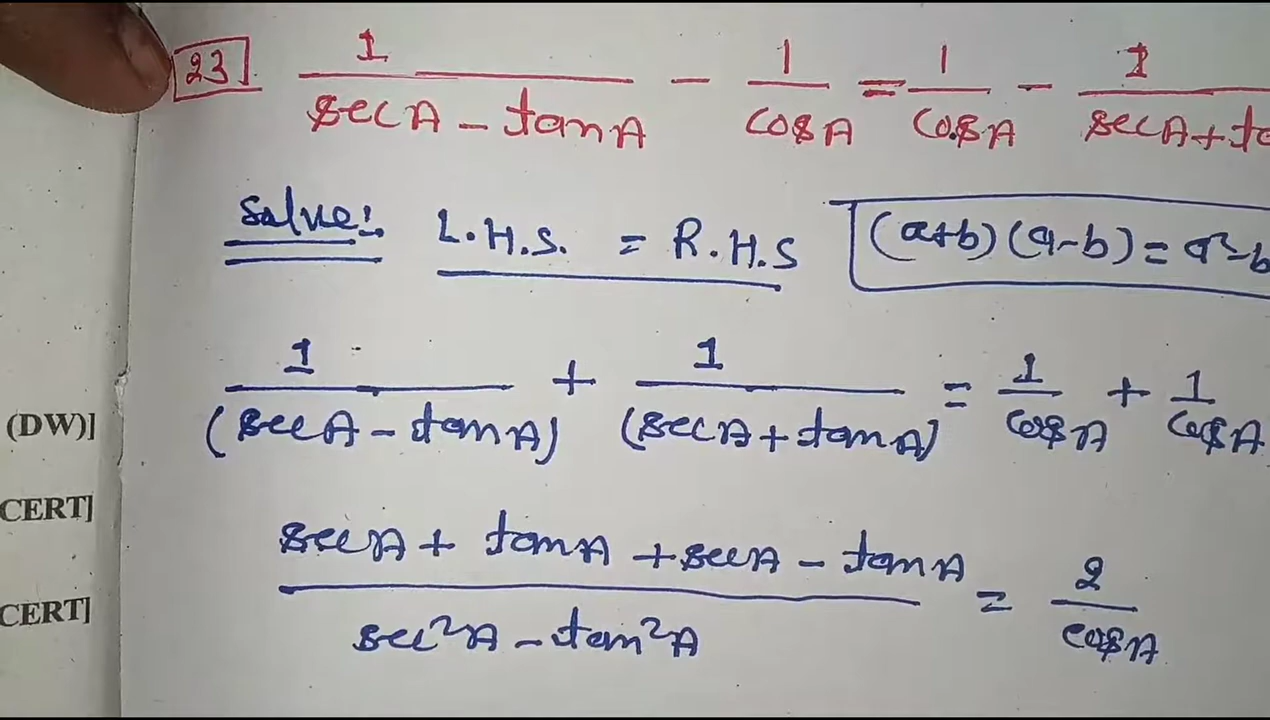 23. 1/(secA - tanA) - 1/cosA = 1/cosA - 1/(secA + ta
Solve: L.H.S. = R.H.S (a+b)(a-b) = a²-b
1/(secA - tanA) + 1/(secA + tanA) = 1/cosA + 1/cosA
(DW)]
CERT]
(secA + tanA + secA - tanA)/(sec²A - tan²A) = 2/cosA
CERT]